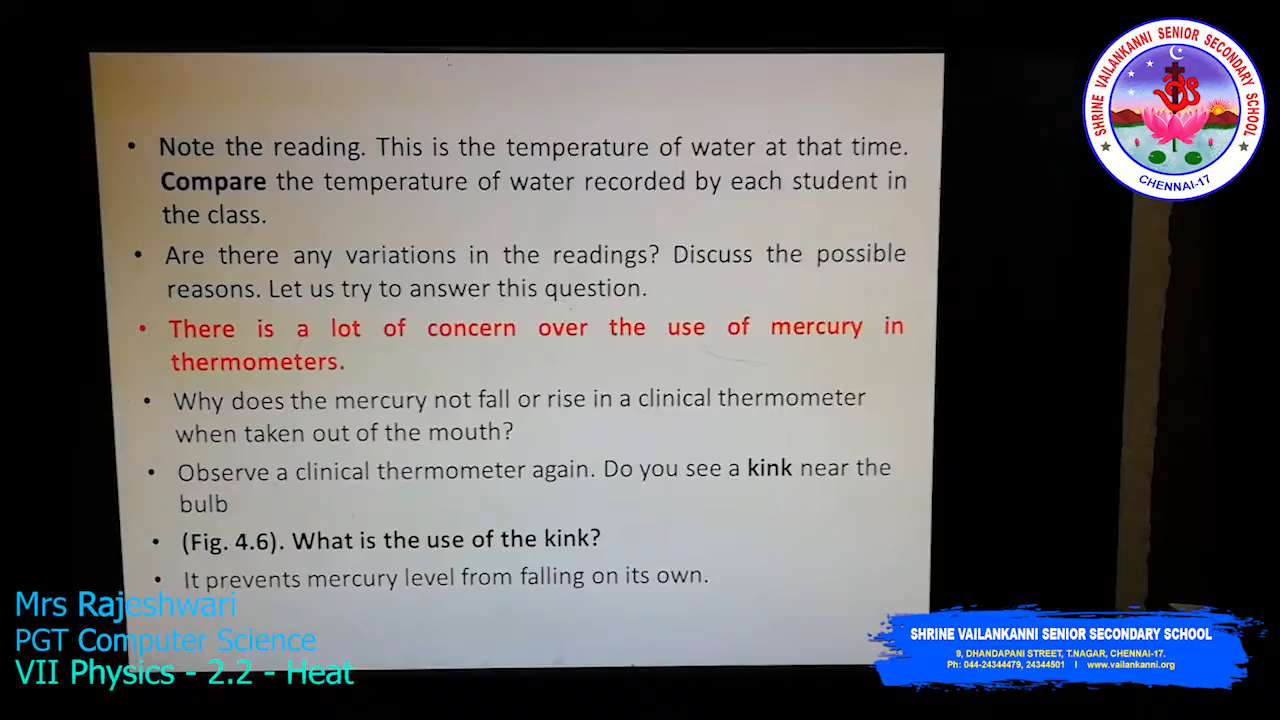 • Note the reading. This is the temperature of water at that time.
Compare the temperature of water recorded by each student in
the class.
• Are there any variations in the readings? Discuss the possible
reasons. Let us try to answer this question.
• There is a lot of concern over the use of mercury in
thermometers.
• Why does the mercury not fall or rise in a clinical thermometer
when taken out of the mouth?
• Observe a clinical thermometer again. Do you see a kink near the
bulb
• (Fig. 4.6). What is the use of the kink?
• It prevents mercury level from falling on its own.
Mrs Rajeshwari
PGT Computer Science
VII Physics - 2.2 - Heat
SHRINE VAILANKANNI SENIOR SECONDARY SCHOOL
CHENNAI-17
SHRINE VAILANKANNI SENIOR SECONDARY SCHOOL
9, DHANDAPANI STREET, T.NAGAR, CHENNAI-17.
Ph: 044-24344479, 24344501 I www.vailankanni.org